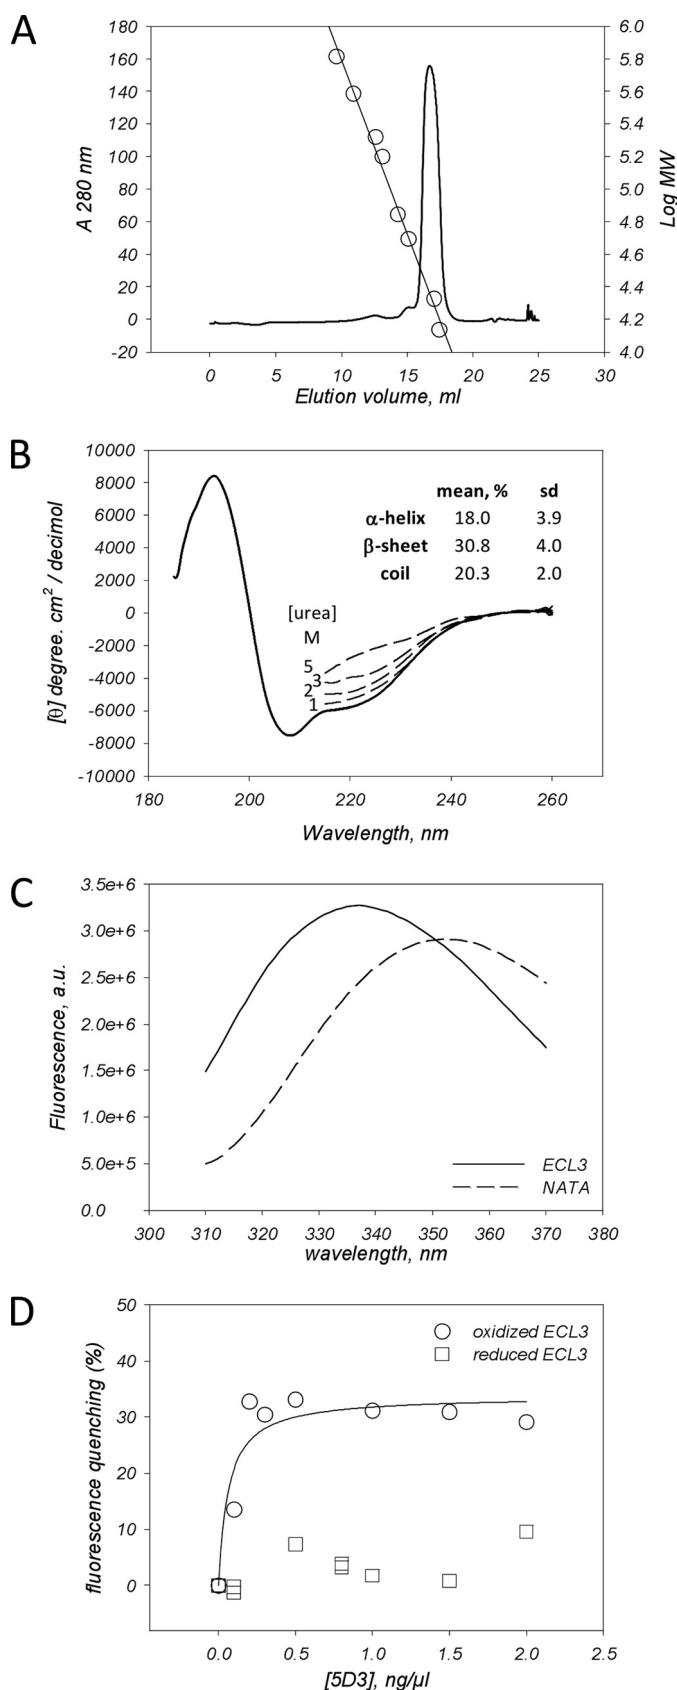 A
180
160
140
120
100
80
60
40
20
0
-20
A 280 nm
6.0
5.8
5.6
5.4
5.2
5.0
4.8
4.6
4.4
4.2
4.0
Log MW
0 5 10 15 20 25 30
Elution volume, ml
B
10000
8000
6000
4000
2000
0
-2000
-4000
-6000
-8000
-10000
[θ] degree. cm² / decimol
mean, % sd
α-helix 18.0 3.9
β-sheet 30.8 4.0
coil 20.3 2.0
[urea]
M
5
3
2
1
180 200 220 240 260
Wavelength, nm
C
3.5e+6
3.0e+6
2.5e+6
2.0e+6
1.5e+6
1.0e+6
5.0e+5
0.0
Fluorescence, a.u.
ECL3
NATA
300 310 320 330 340 350 360 370 380
wavelength, nm
D
50
40
30
20
10
0
fluorescence quenching (%)
oxidized ECL3
reduced ECL3
0.0 0.5 1.0 1.5 2.0 2.5
[5D3], ng/µl